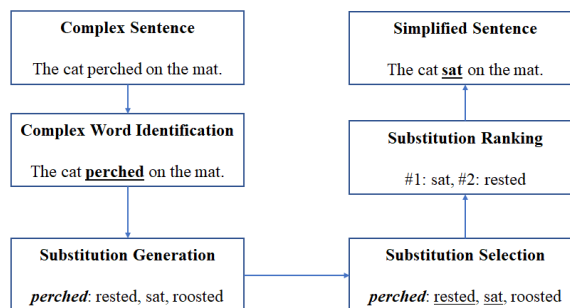 Complex Sentence
The cat perched on the mat.
Complex Word Identification
The cat perched on the mat.
Substitution Generation
perched: rested, sat, roosted
Substitution Selection
perched: rested, sat, roosted
Substitution Ranking
#1: sat, #2: rested
Simplified Sentence
The cat sat on the mat.